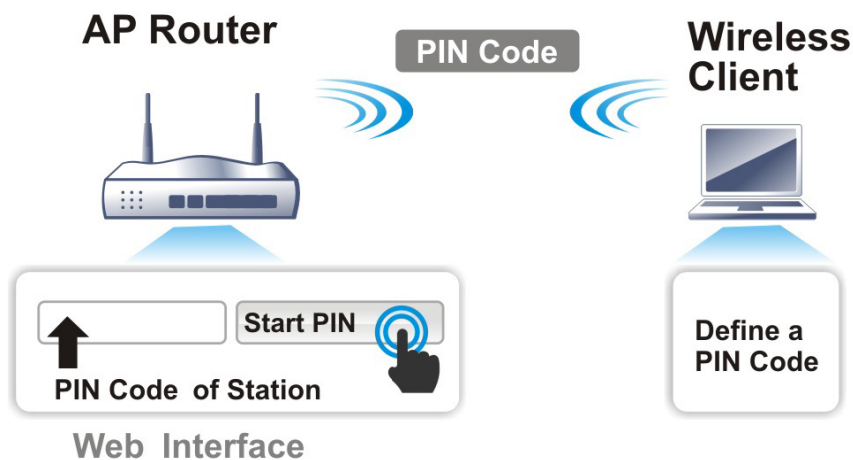 AP Router
PIN Code
Wireless
Client
Start PIN
PIN Code of Station
Web Interface
Define a
PIN Code